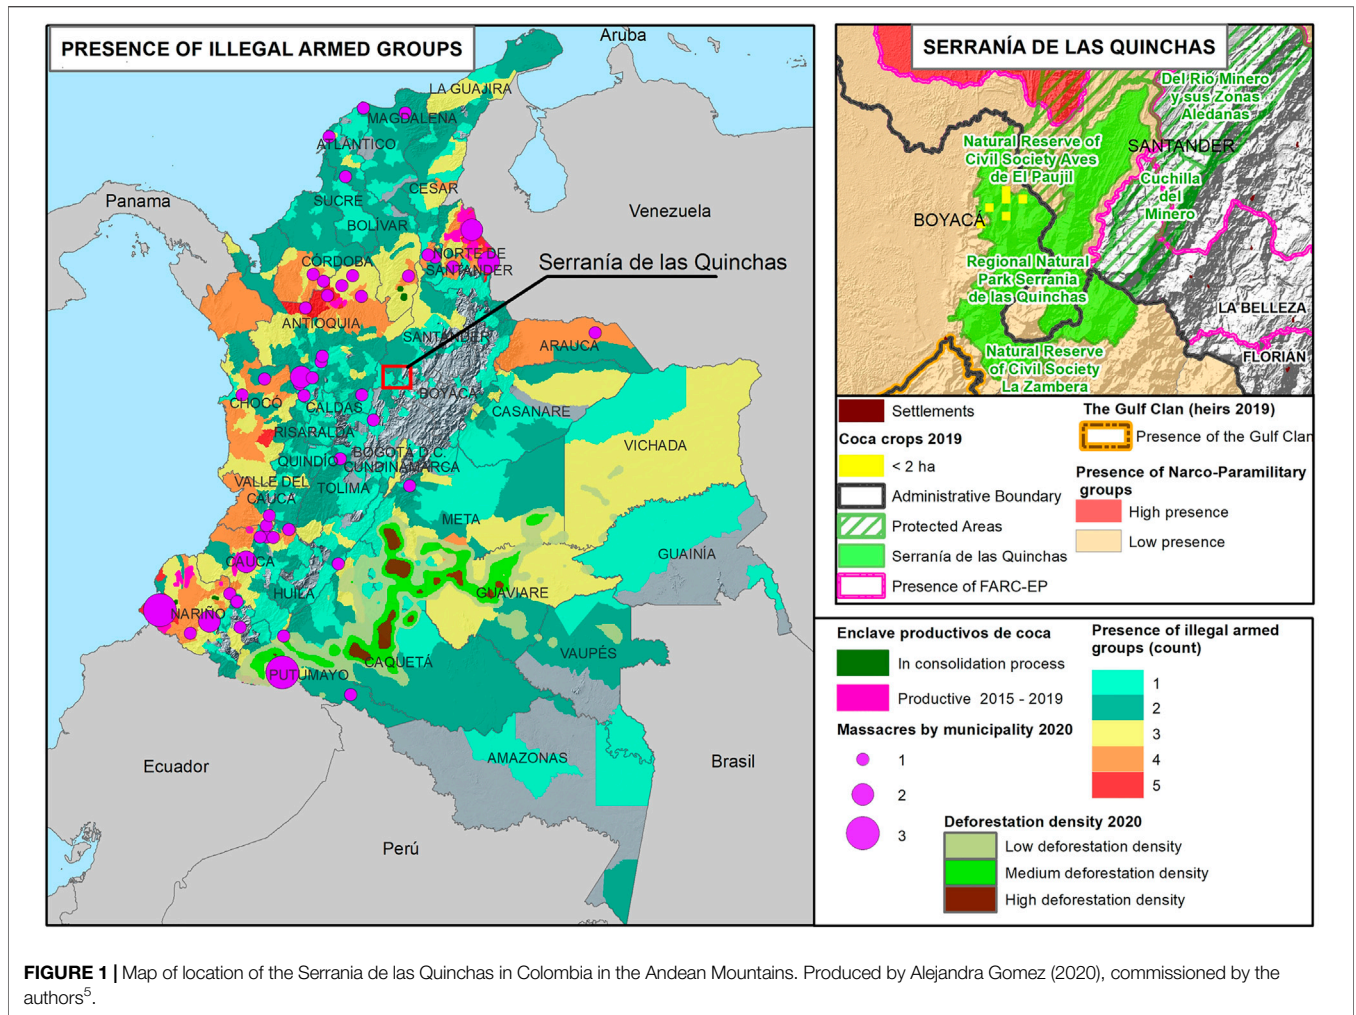 PRESENCE OF ILLEGAL ARMED GROUPS
Aruba
LA GUAJIRA
MAGDALENA
ATLÁNTICO
CESAR
SUCRE
BOLÍVAR
Panama
Venezuela
CÓRDOBA
NORTE DE
SANTANDER
Serranía de las Quinchas
ANTIOQUIA
SANTANDER
ARAUCA
BOYACÁ
CHOCÓ
CALDAS
CASANARE
RISARALDA
VICHADA
BOGOTÁ D.C.
CUNDINAMARCA
QUINDÍO
VALLE DEL
CAUCA
TOLIMA
META
GUAINÍA
CAUCA
HUILA
GUAVIARE
NARIÑO
VAUPÉS
CAQUETÁ
PUTUMAYO
AMAZONAS
Ecuador
Brasil
Perú
SERRANÍA DE LAS QUINCHAS
Del Rio Minero
y sus Zonas
Aledanas
SANTANDER
Natural Reserve of
Civil Society Aves
de El Paujil
Cuchilla
del
Minero
BOYACÁ
Regional Natural
Park Serrania
de las Quinchas
LA BELLEZA
FLORIÁN
Natural Reserve
of Civil Society
La Zambera
Settlements
Coca crops 2019
< 2 ha
Administrative Boundary
Protected Areas
Serranía de las Quinchas
Presence of FARC-EP
The Gulf Clan (heirs 2019)
Presence of the Gulf Clan
Presence of Narco-Paramilitary
groups
High presence
Low presence
Enclave productivos de coca
In consolidation process
Productive 2015 - 2019
Massacres by municipality 2020
1
2
3
Presence of illegal armed
groups (count)
1
2
3
4
5
Deforestation density 2020
Low deforestation density
Medium deforestation density
High deforestation density
FIGURE 1 | Map of location of the Serrania de las Quinchas in Colombia in the Andean Mountains. Produced by Alejandra Gomez (2020), commissioned by the
authors5.